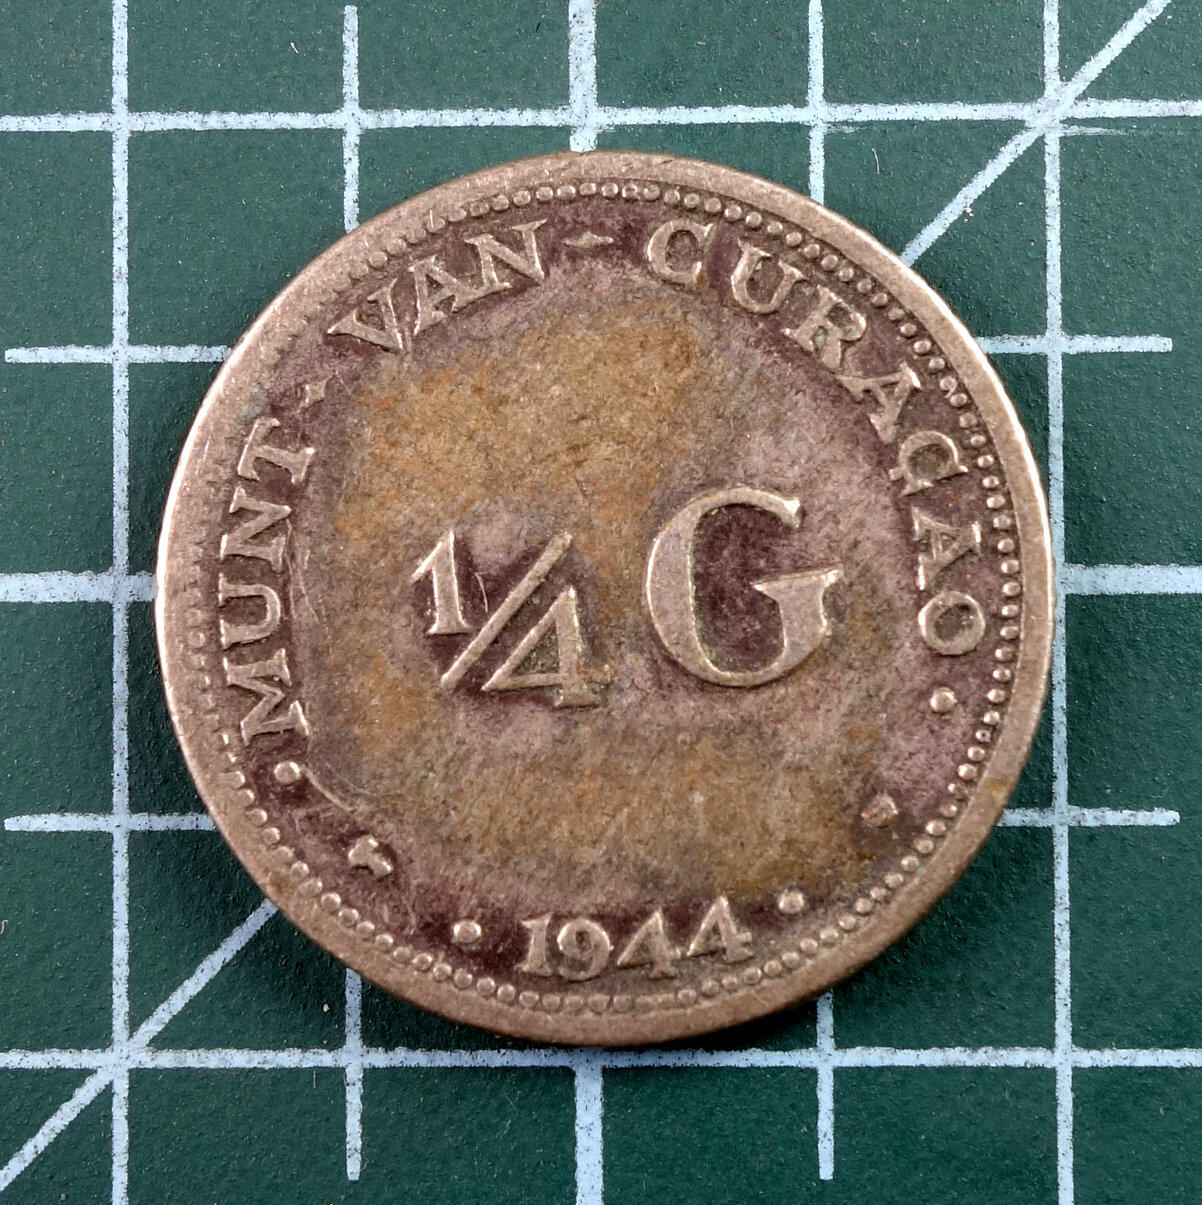 MUNT · VAN · CURAÇAO
1/4 G
1944